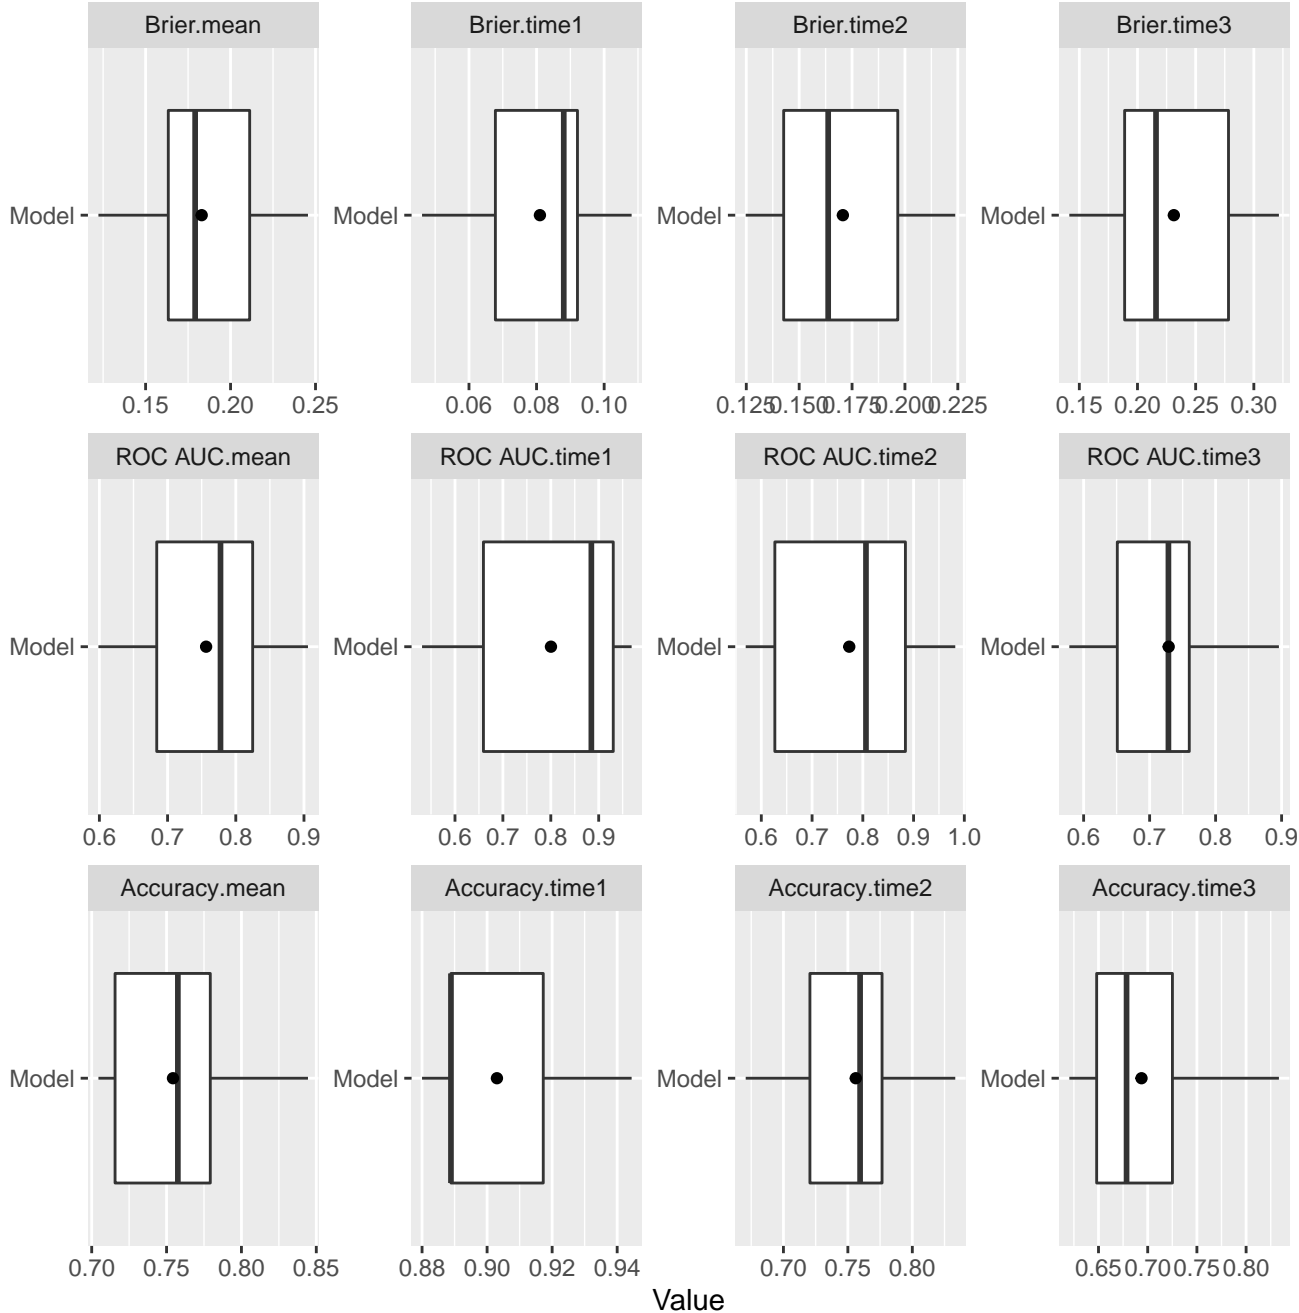 Brier.mean Brier.time1 Brier.time2 Brier.time3
Model Model Model Model
0.15 0.20 0.25 0.06 0.08 0.10 0.125 0.150 0.175 0.200 0.225 0.15 0.20 0.25 0.30
ROC AUC.mean ROC AUC.time1 ROC AUC.time2 ROC AUC.time3
Model Model Model Model
0.6 0.7 0.8 0.9 0.6 0.7 0.8 0.9 0.6 0.7 0.8 0.9 1.0 0.6 0.7 0.8 0.9
Accuracy.mean Accuracy.time1 Accuracy.time2 Accuracy.time3
Model Model Model Model
0.70 0.75 0.80 0.85 0.88 0.90 0.92 0.94 0.70 0.75 0.80 0.65 0.70 0.75 0.80
Value